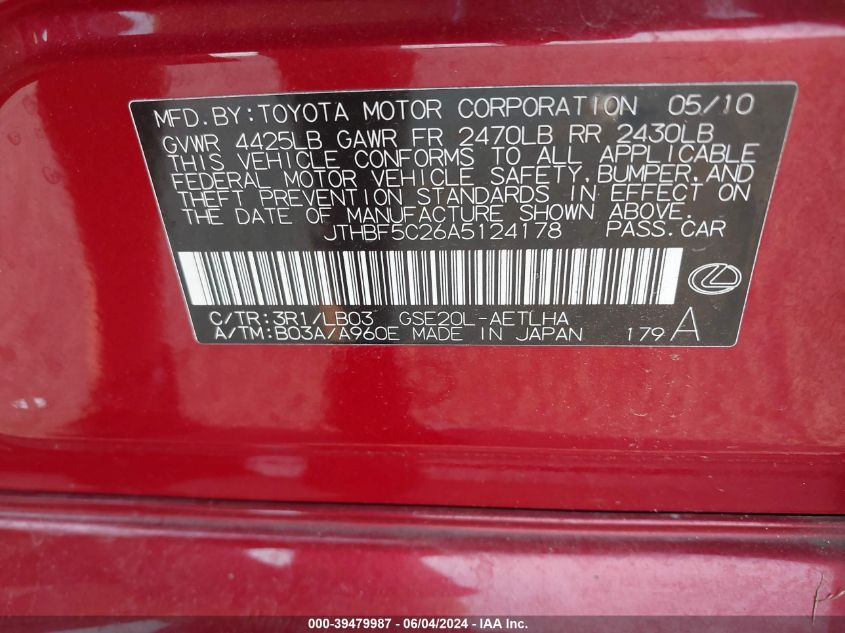 MFD. BY: TOYOTA MOTOR CORPORATION 05/10
GVWR 4425LB GAWR FR 2470LB RR 2430LB
THIS VEHICLE CONFORMS TO ALL APPLICABLE
FEDERAL MOTOR VEHICLE SAFETY, BUMPER, AND
THEFT PREVENTION STANDARDS IN EFFECT ON
THE DATE OF MANUFACTURE SHOWN ABOVE.
JTHBF5C26A5124178 PASS. CAR
C/TR: 3R1/LB03 GSE20L-AETLHA
A/TM: B03A/A960E MADE IN JAPAN 179 A
000-39479987 - 06/04/2024 - IAA Inc.